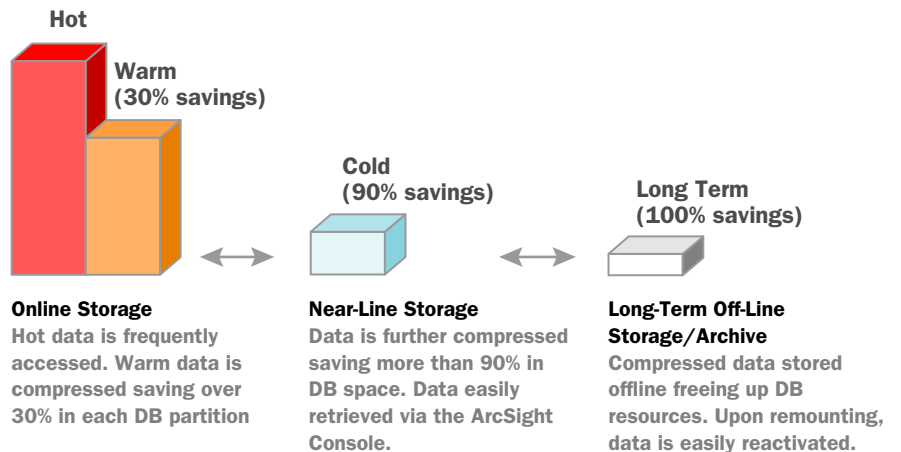 Hot
Warm
(30% savings)
Cold
(90% savings)
Long Term
(100% savings)
Online Storage
Hot data is frequently
accessed. Warm data is
compressed saving over
30% in each DB partition
Near-Line Storage
Data is further compressed
saving more than 90% in
DB space. Data easily
retrieved via the ArcSight
Console.
Long-Term Off-Line
Storage/Archive
Compressed data stored
offline freeing up DB
resources. Upon remounting,
data is easily reactivated.